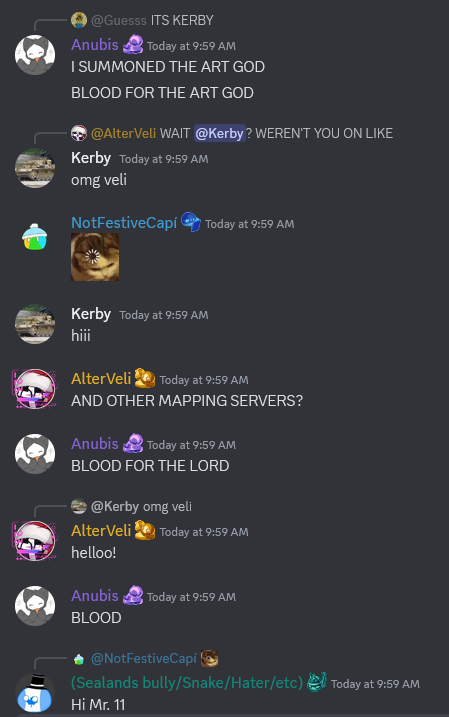 @Guesss ITS KERBY
Anubis Today at 9:59 AM
I SUMMONED THE ART GOD
BLOOD FOR THE ART GOD
@AlterVeli WAIT @Kerby? WEREN'T YOU ON LIKE
Kerby Today at 9:59 AM
omg veli
NotFestiveCapí Today at 9:59 AM
Kerby Today at 9:59 AM
hiii
AlterVeli Today at 9:59 AM
AND OTHER MAPPING SERVERS?
Anubis Today at 9:59 AM
BLOOD FOR THE LORD
@Kerby omg veli
AlterVeli Today at 9:59 AM
helloo!
Anubis Today at 9:59 AM
BLOOD
@NotFestiveCapí
(Sealands bully/Snake/Hater/etc) Today at 9:59 AM
Hi Mr. 11